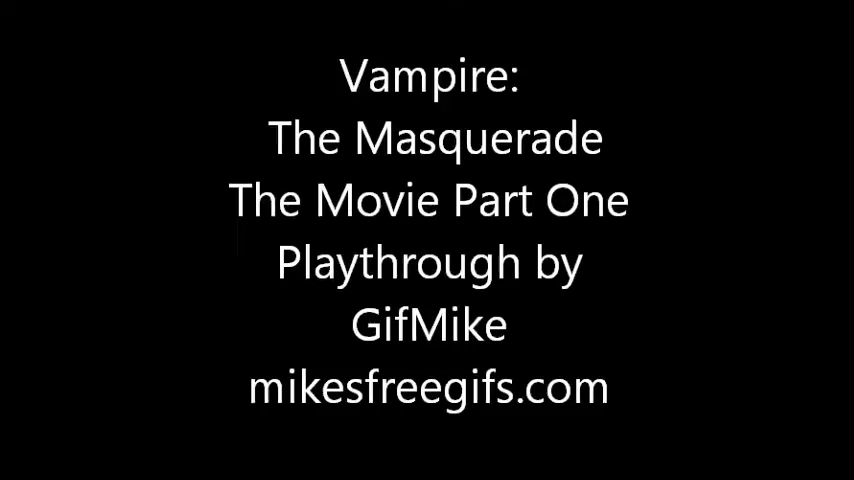 Vampire:
The Masquerade
The Movie Part One
Playthrough by
GifMike
mikesfreegifs.com